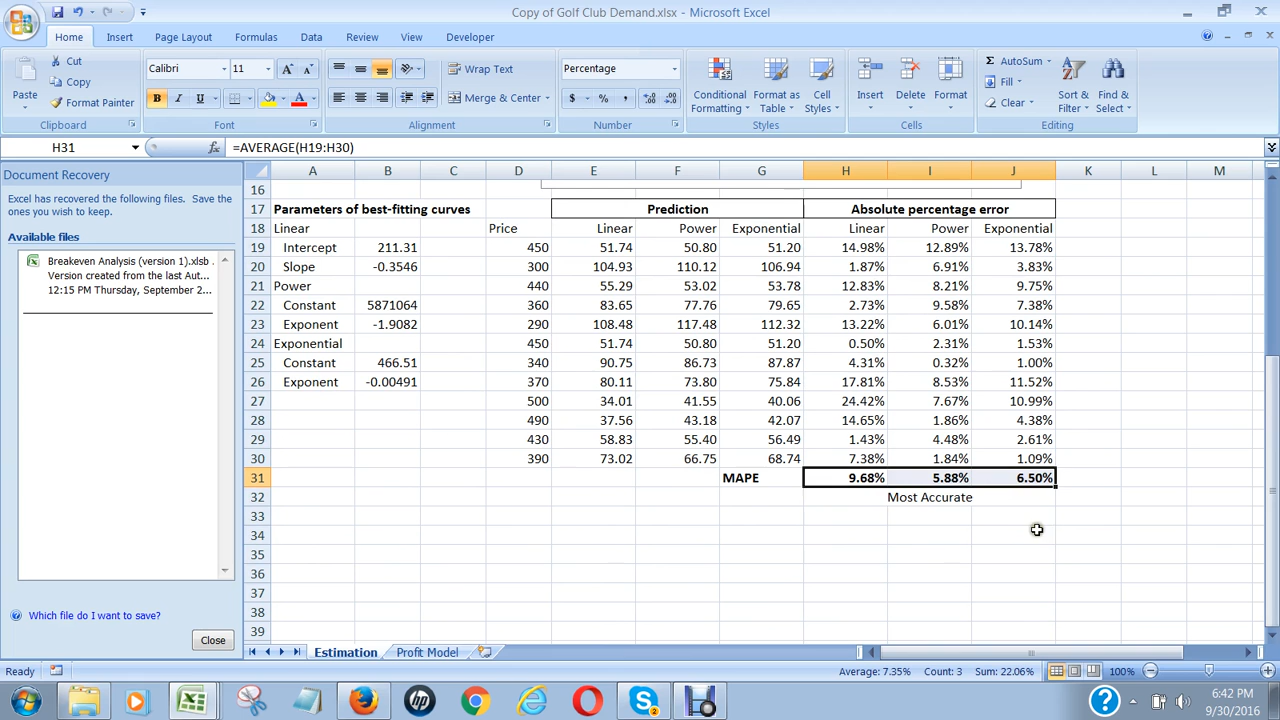 Copy of Golf Club Demand.xlsx - Microsoft Excel
Home Insert Page Layout Formulas Data Review View Developer
Paste
Cut
Copy
Format Painter
Clipboard
Calibri 11
B I U
Font
Wrap Text
Merge & Center
Alignment
Percentage
$ % ,
Number
Conditional Formatting
Format as Table
Cell Styles
Styles
Insert Delete Format
Cells
AutoSum
Fill
Clear
Sort & Filter
Find & Select
Editing
H31 fx =AVERAGE(H19:H30)
Document Recovery
Excel has recovered the following files. Save the
ones you wish to keep.
Available files
Breakeven Analysis (version 1).xlsb .
Version created from the last Aut...
12:15 PM Thursday, September 2...
Which file do I want to save?
Close
A B C D E F G H I J K L M
16
17 Parameters of best-fitting curves Prediction Absolute percentage error
18 Linear Price Linear Power Exponential Linear Power Exponential
19 Intercept 211.31 450 51.74 50.80 51.20 14.98% 12.89% 13.78%
20 Slope -0.3546 300 104.93 110.12 106.94 1.87% 6.91% 3.83%
21 Power 440 55.29 53.02 53.78 12.83% 8.21% 9.75%
22 Constant 5871064 360 83.65 77.76 79.65 2.73% 9.58% 7.38%
23 Exponent -1.9082 290 108.48 117.48 112.32 13.22% 6.01% 10.14%
24 Exponential 450 51.74 50.80 51.20 0.50% 2.31% 1.53%
25 Constant 466.51 340 90.75 86.73 87.87 4.31% 0.32% 1.00%
26 Exponent -0.00491 370 80.11 73.80 75.84 17.81% 8.53% 11.52%
27 500 34.01 41.55 40.06 24.42% 7.67% 10.99%
28 490 37.56 43.18 42.07 14.65% 1.86% 4.38%
29 430 58.83 55.40 56.49 1.43% 4.48% 2.61%
30 390 73.02 66.75 68.74 7.38% 1.84% 1.09%
31 MAPE 9.68% 5.88% 6.50%
32 Most Accurate
33
34
35
36
37
38
39
Estimation Profit Model
Ready Average: 7.35% Count: 3 Sum: 22.06% 100%
6:42 PM
9/30/2016